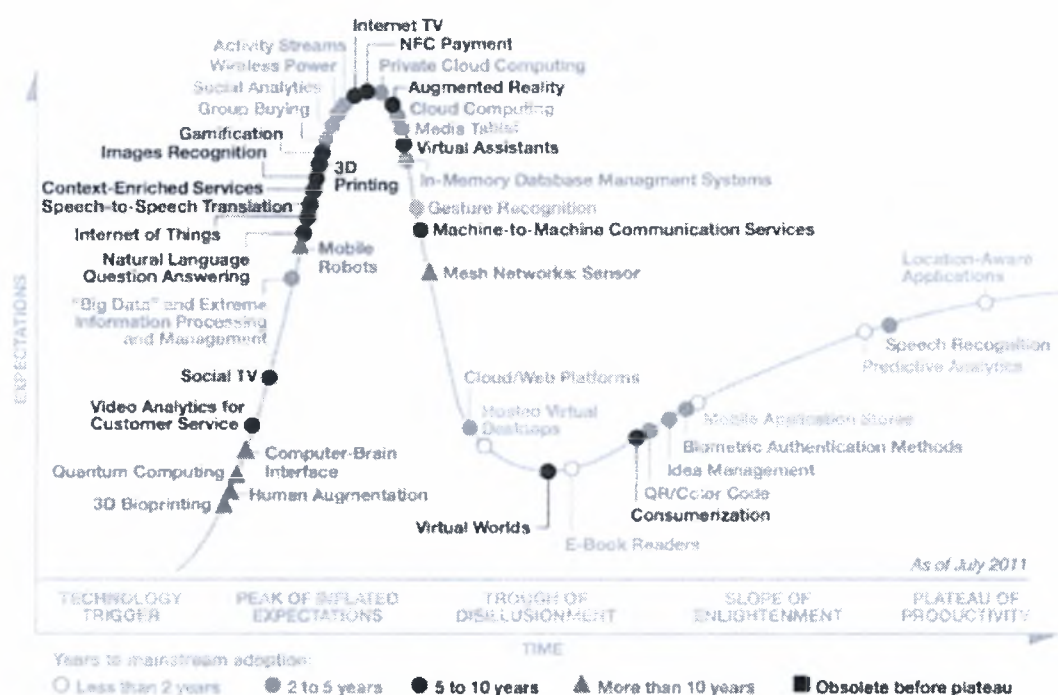 Internet TV
NFC Payment
Activity Streams
Wireless Power
Private Cloud Computing
Social Analytics
Augmented Reality
Group Buying
Cloud Computing
Media Tablet
Gamification
Virtual Assistants
Images Recognition
3D
Printing
In-Memory Database Managment Systems
Context-Enriched Services
Speech-to-Speech Translation
Gesture Recognition
Internet of Things
Machine-to-Machine Communication Services
Natural Language
Question Answering
Mobile
Robots
Mesh Networks: Sensor
Location-Aware
Applications
"Big Data" and Extreme
Information Processing
and Management
EXPECTATIONS
Speech Recognition
Predictive Analytics
Social TV
Cloud/Web Platforms
Video Analytics for
Customer Service
Hosted Virtual
Desktops
Mobile Application Stores
Biometric Authentication Methods
Computer-Brain
Interface
Idea Management
Quantum Computing
QR/Color Code
Human Augmentation
3D Bioprinting
Consumerization
Virtual Worlds
E-Book Readers
As of July 2011
TECHNOLOGY
TRIGGER
PEAK OF INFLATED
EXPECTATIONS
TROUGH OF
DISILLUSIONMENT
SLOPE OF
ENLIGHTENMENT
PLATEAU OF
PRODUCTIVITY
TIME
Years to mainstream adoption:
Less than 2 years
2 to 5 years
5 to 10 years
More than 10 years
Obsolete before plateau